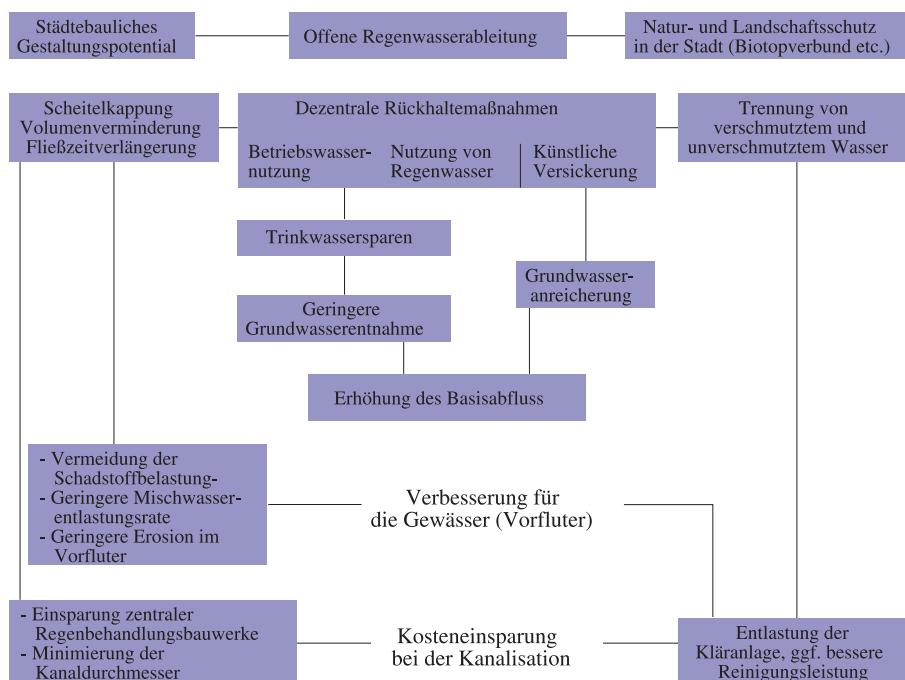 Städtebauliches
Gestaltungspotential
Offene Regenwasserableitung
Natur- und Landschaftsschutz
in der Stadt (Biotopverbund etc.)
Scheitelkappung
Volumenverminderung
Fließzeitverlängerung
Dezentrale Rückhaltemaßnahmen
Betriebswasser-
nutzung
Nutzung von
Regenwasser
Künstliche
Versickerung
Trennung von
verschmutztem und
unverschmutztem Wasser
Trinkwassersparen
Grundwasser-
anreicherung
Geringere
Grundwasserentnahme
Erhöhung des Basisabfluss
- Vermeidung der
Schadstoffbelastung-
- Geringere Mischwasser-
entlastungsrate
- Geringere Erosion im
Vorfluter
Verbesserung für
die Gewässer (Vorfluter)
- Einsparung zentraler
Regenbehandlungsbauwerke
- Minimierung der
Kanaldurchmesser
Kosteneinsparung
bei der Kanalisation
Entlastung der
Kläranlage, ggf. bessere
Reinigungsleistung